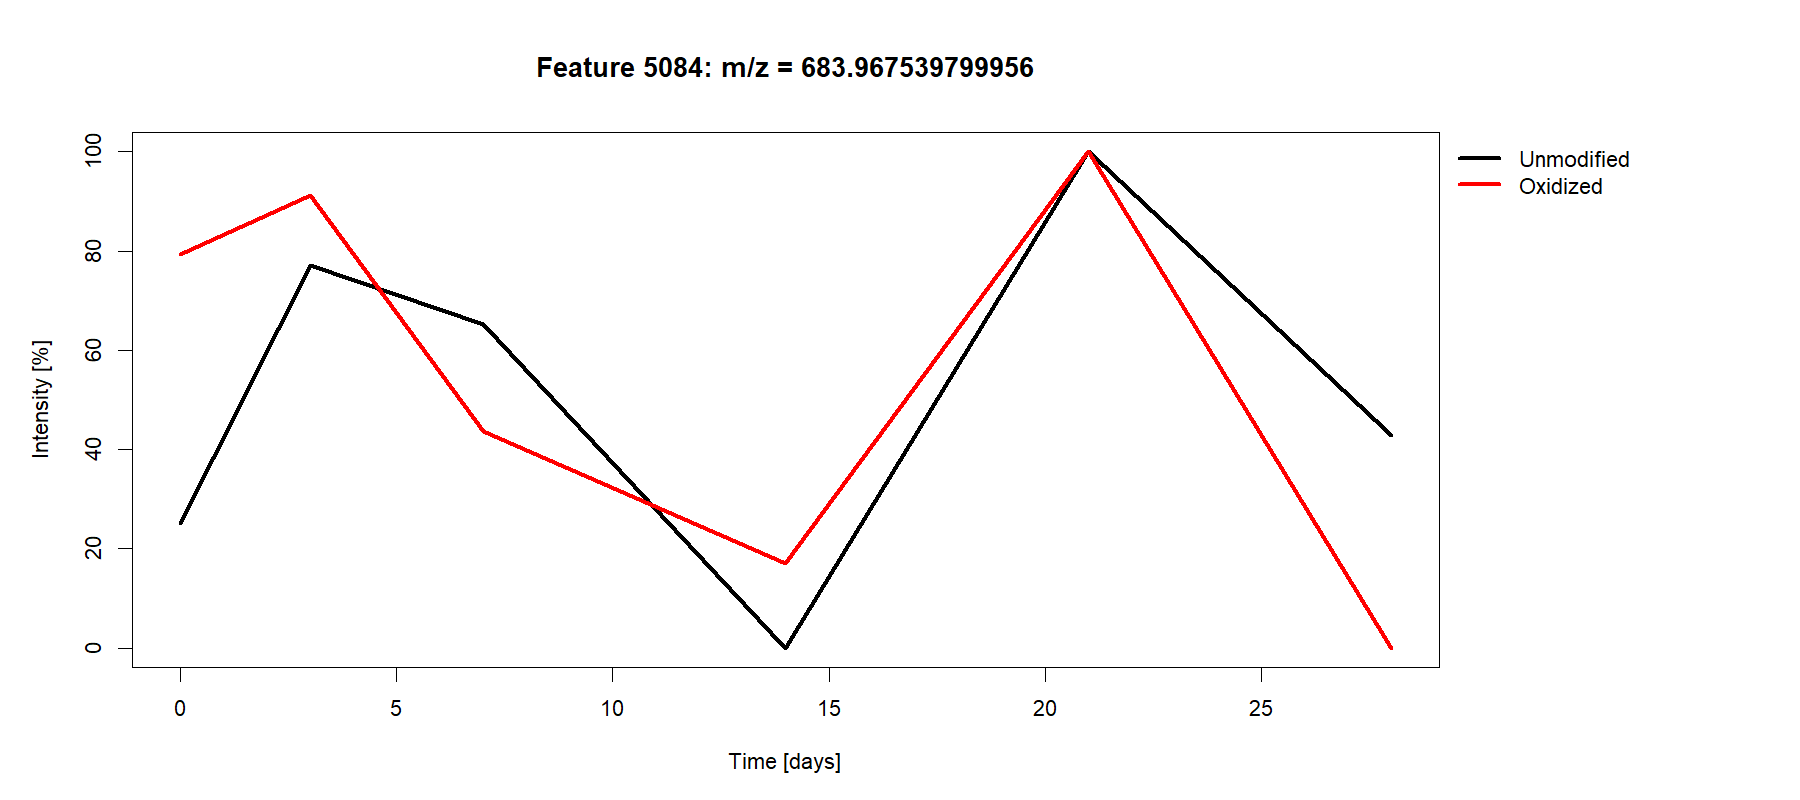 Feature 5084: m/z = 683.967539799956
Unmodified
Oxidized
Intensity [%]
100
80
60
40
20
0
0 5 10 15 20 25
Time [days]